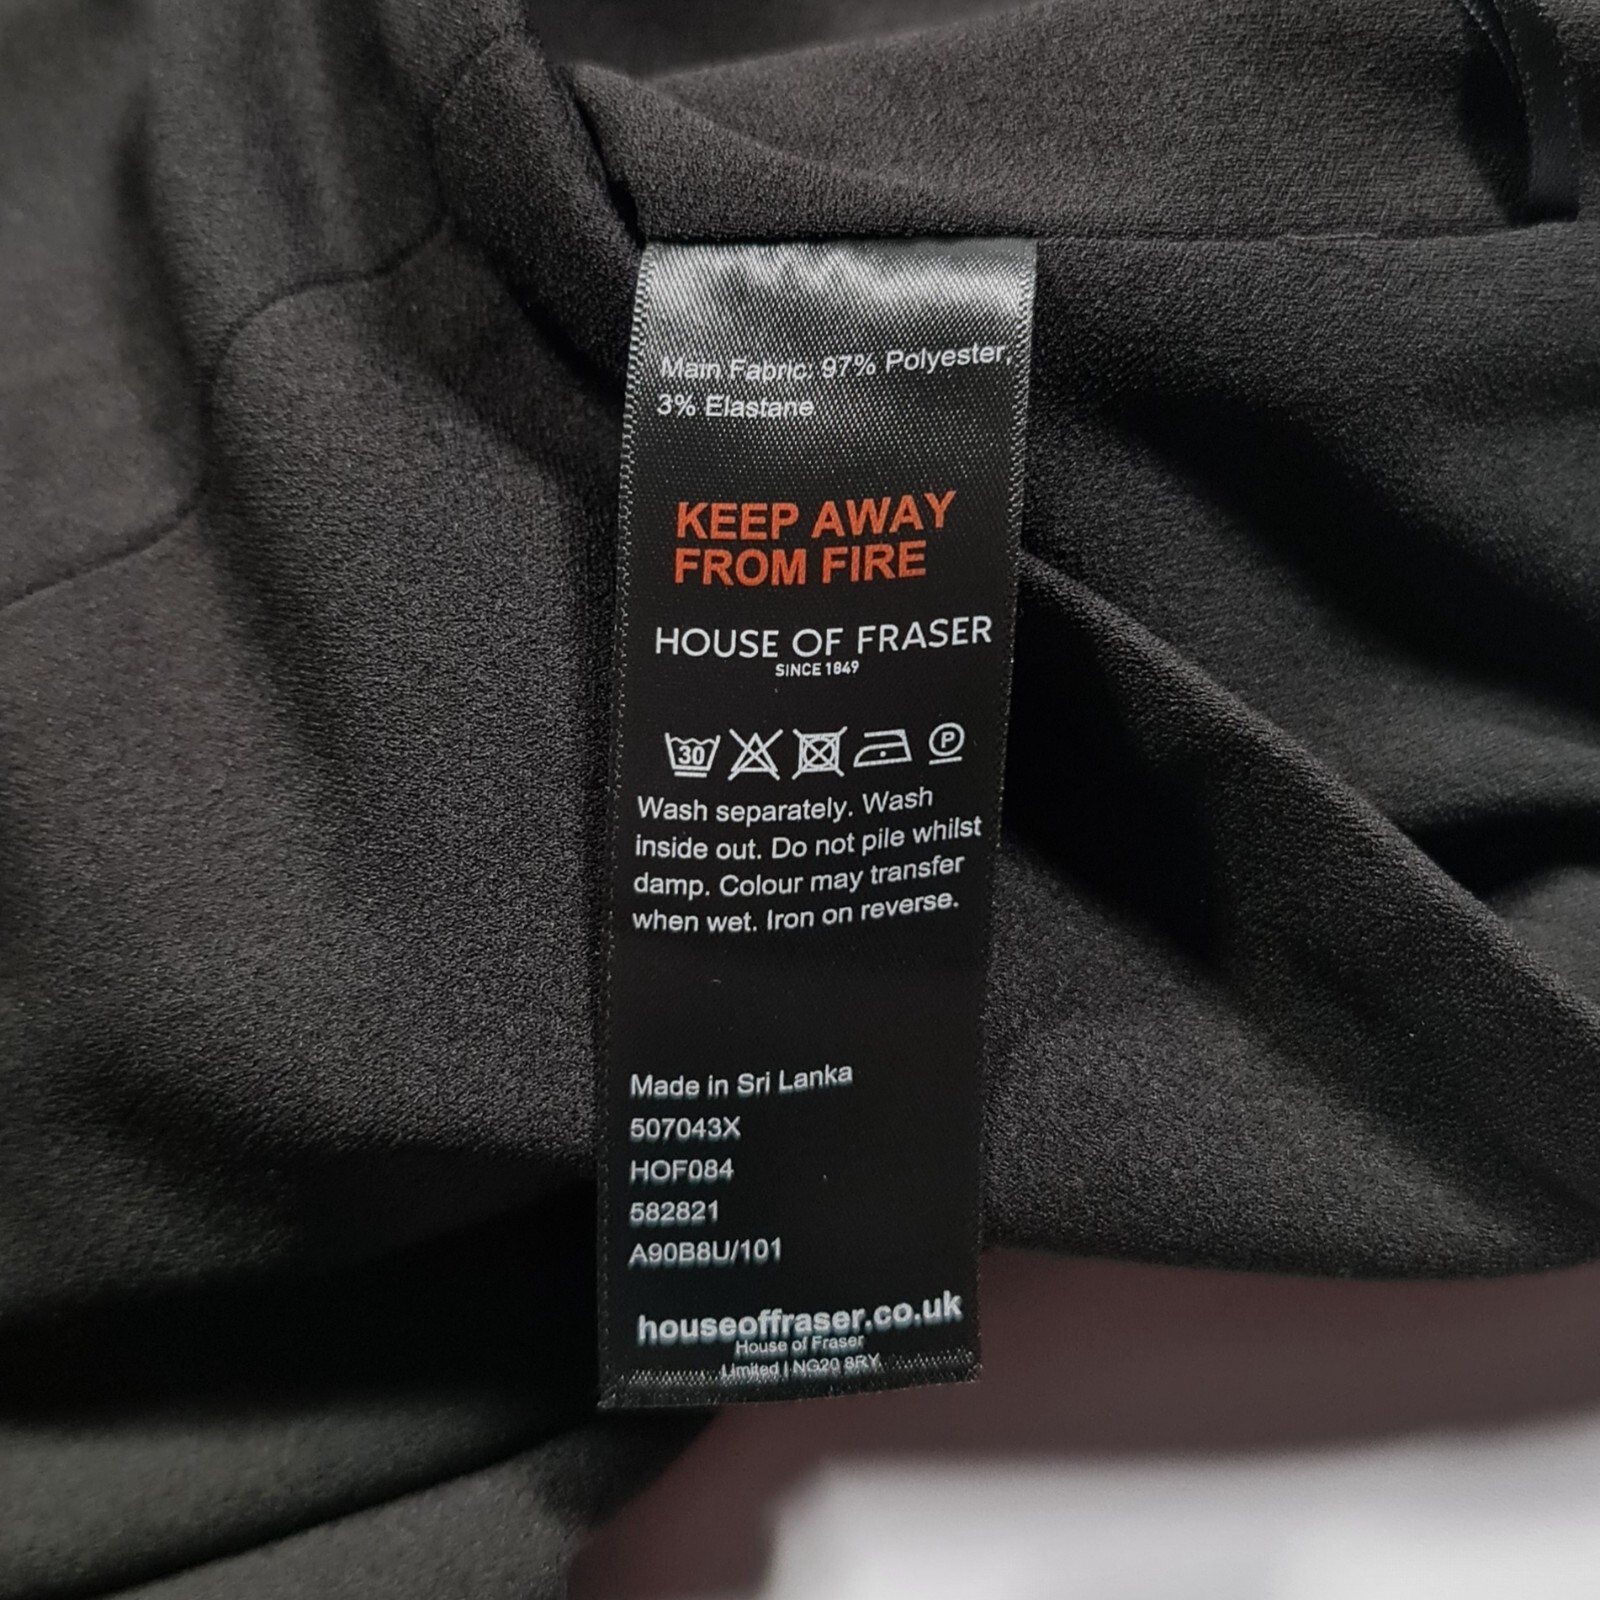 Main Fabric: 97% Polyester,
3% Elastane
KEEP AWAY
FROM FIRE
HOUSE OF FRASER
SINCE 1849
30 P
Wash separately. Wash
inside out. Do not pile whilst
damp. Colour may transfer
when wet. Iron on reverse.
Made in Sri Lanka
507043X
HOF084
582821
A90B8U/101
houseoffraser.co.uk
House of Fraser
Limited | NG20 8RY